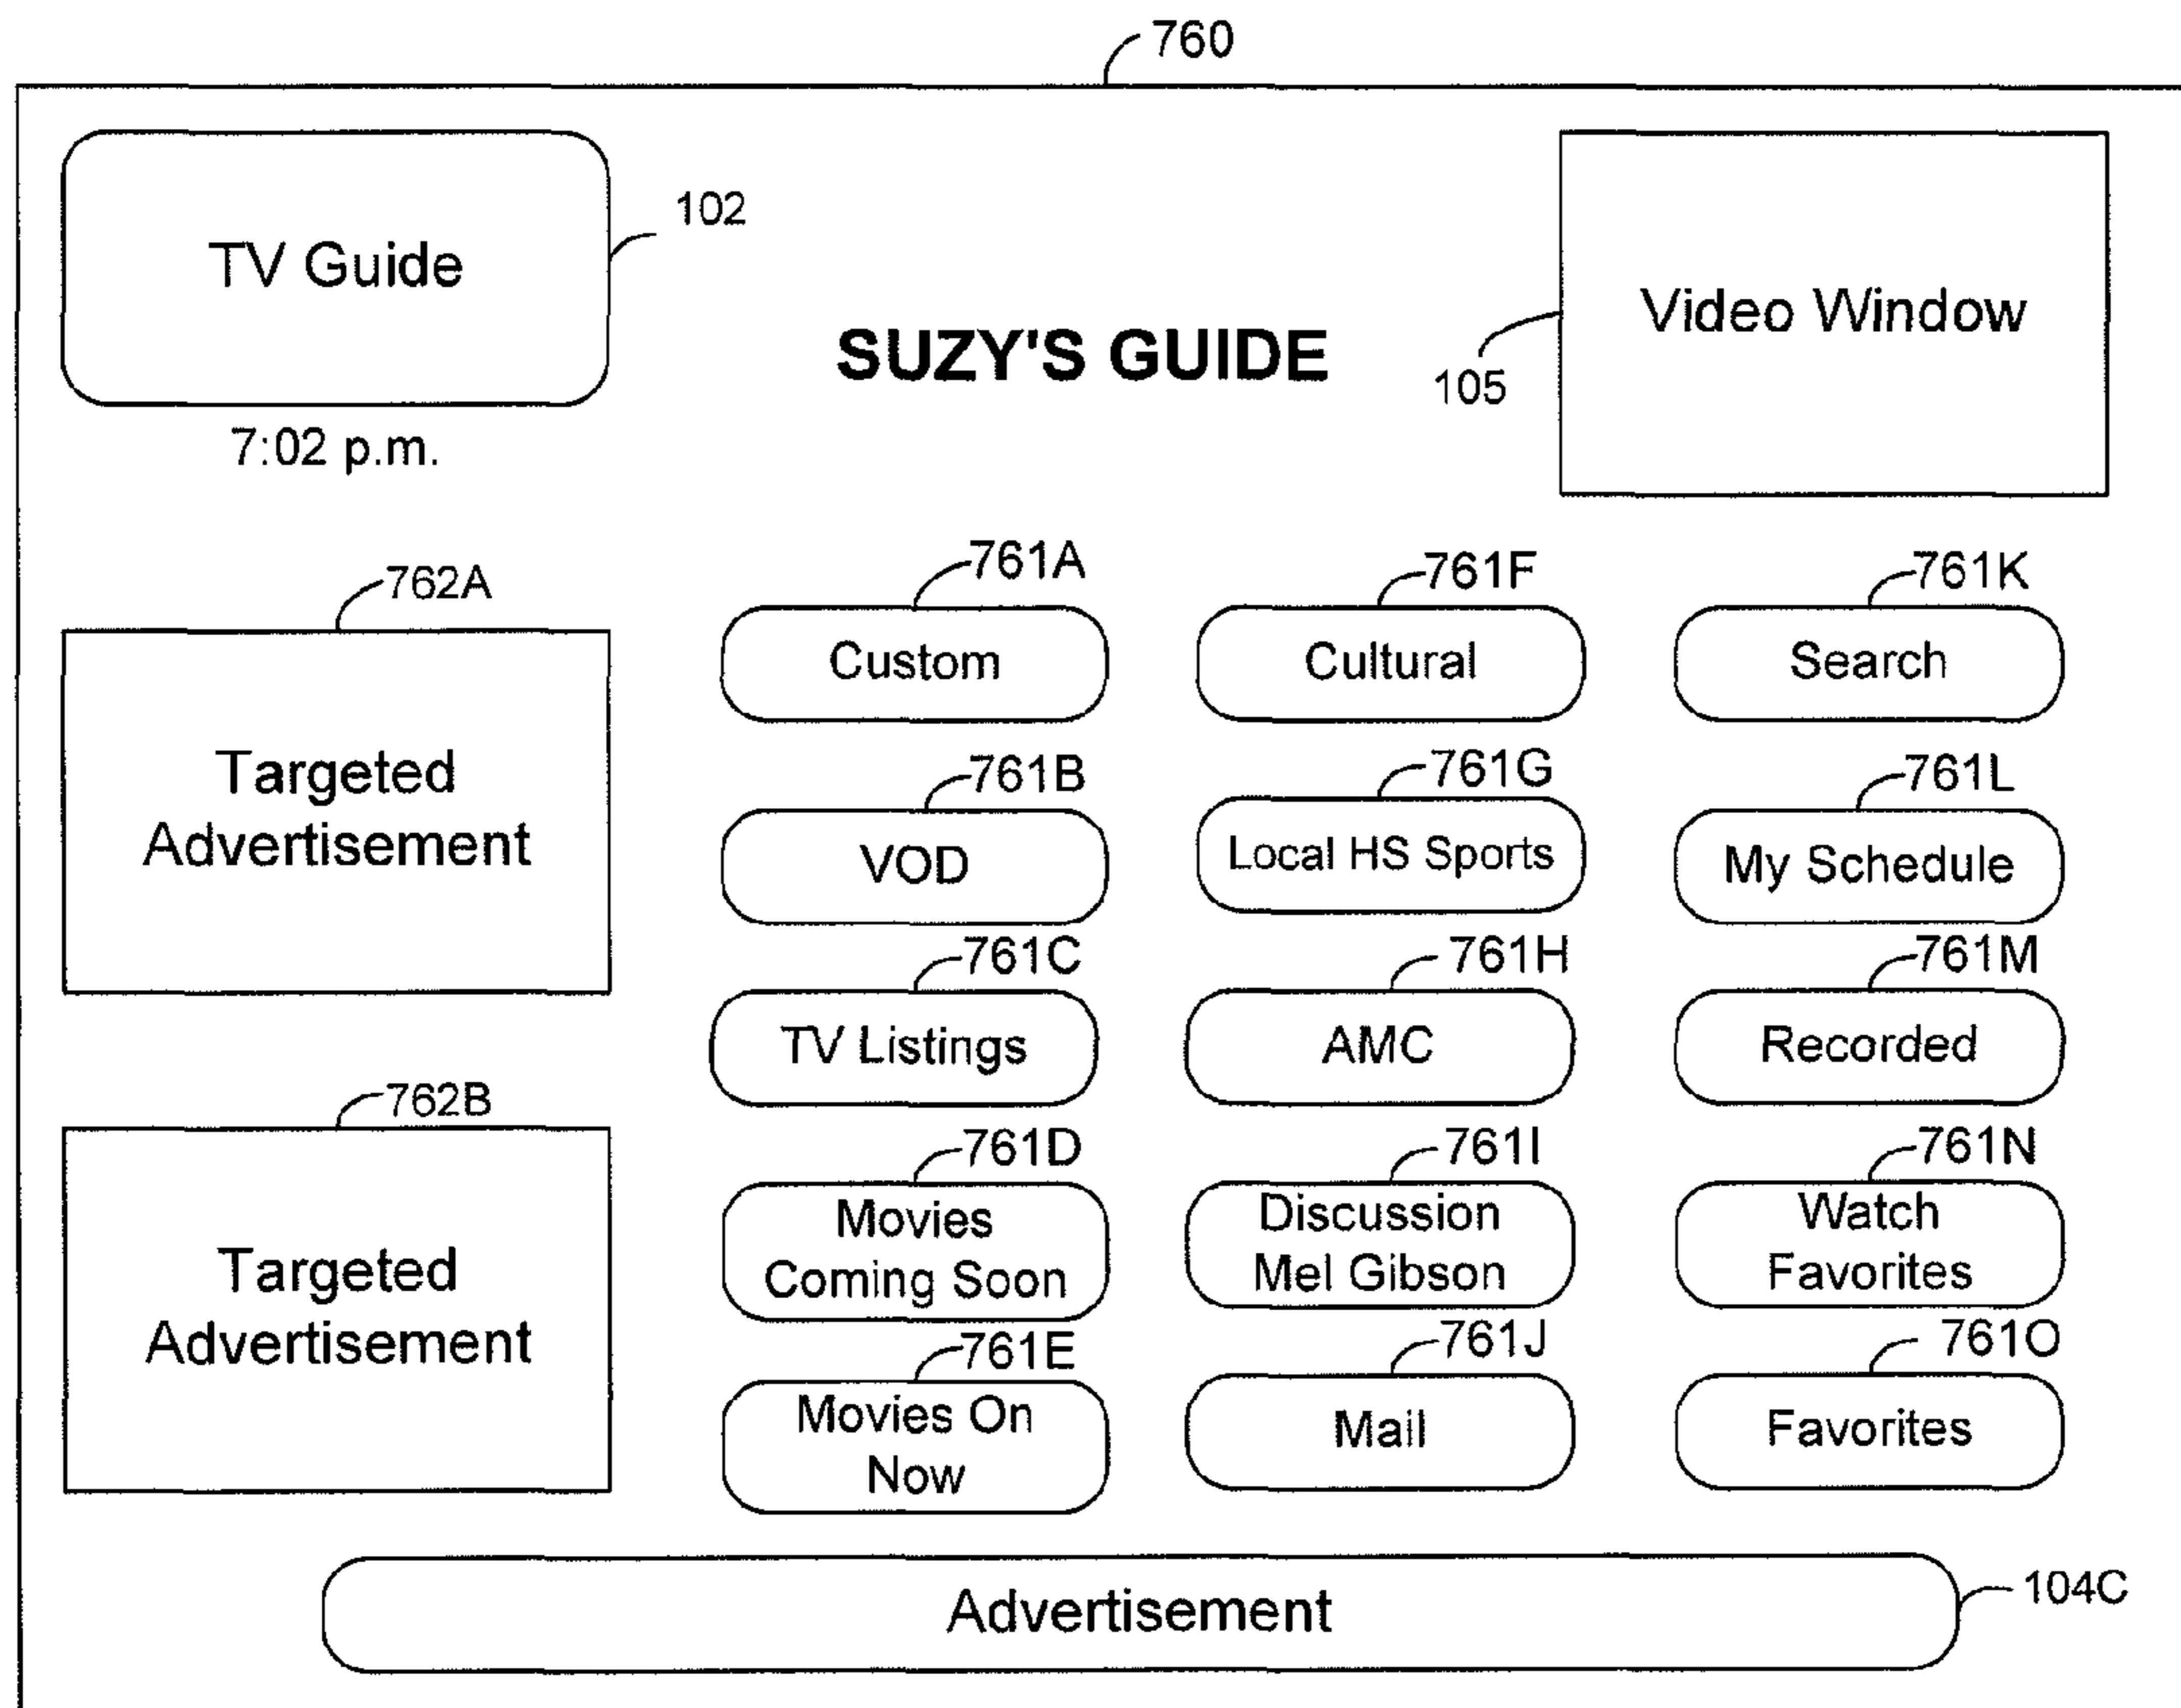 760
TV Guide
102
7:02 p.m.
SUZY'S GUIDE
Video Window
105
762A
Targeted
Advertisement
762B
Targeted
Advertisement
761A
Custom
761F
Cultural
761K
Search
761B
VOD
761G
Local HS Sports
761L
My Schedule
761C
TV Listings
761H
AMC
761M
Recorded
761D
Movies
Coming Soon
761I
Discussion
Mel Gibson
761N
Watch
Favorites
761E
Movies On
Now
761J
Mail
761O
Favorites
Advertisement
104C